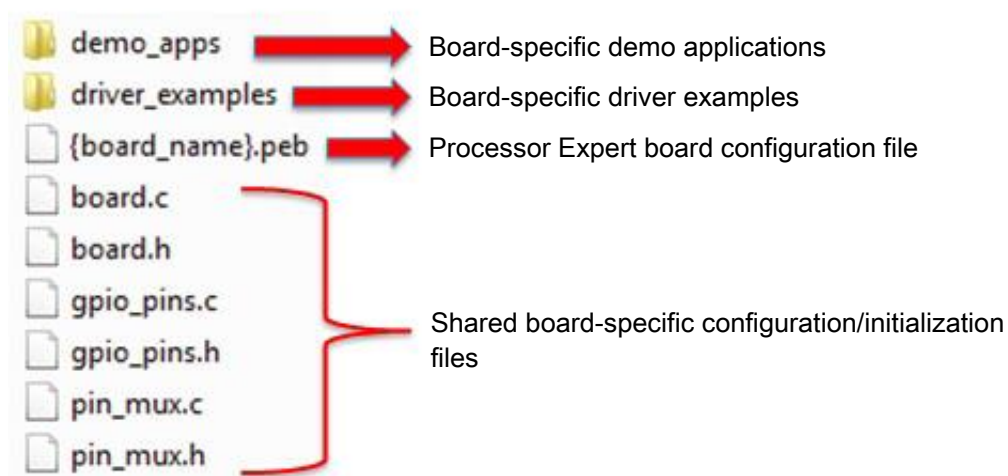 demo_apps Board-specific demo applications
driver_examples Board-specific driver examples
{board_name}.peb Processor Expert board configuration file
board.c
board.h
gpio_pins.c
gpio_pins.h
pin_mux.c
pin_mux.h
Shared board-specific configuration/initialization
files